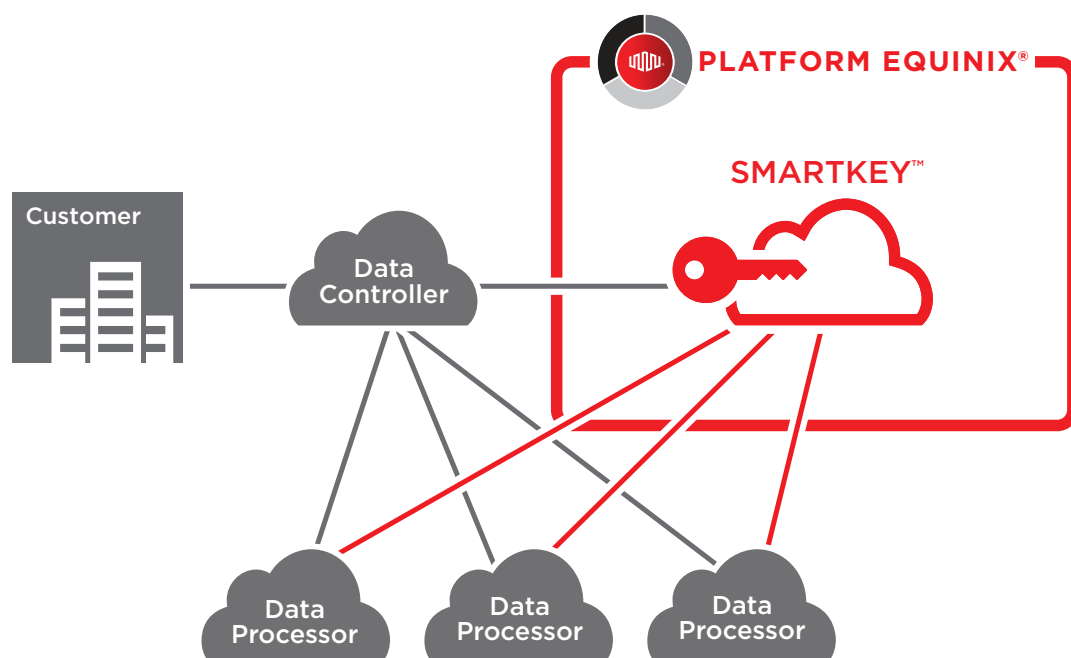 PLATFORM EQUINIX®
SMARTKEY™
Customer
Data
Controller
Data
Processor
Data
Processor
Data
Processor